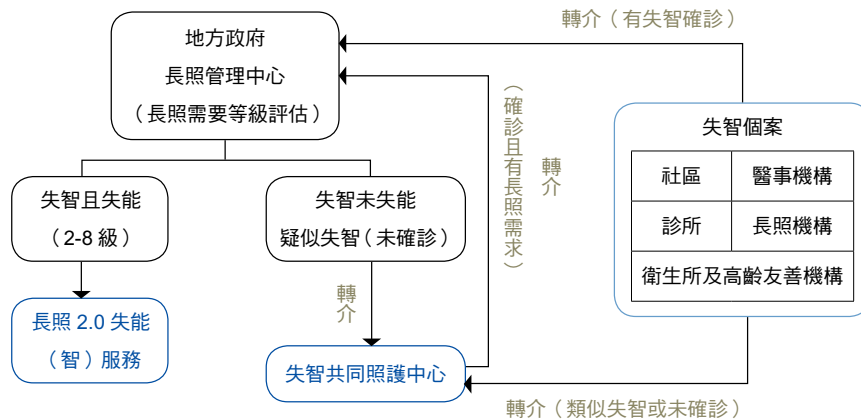 轉介（有失智確診）
地方政府
長照管理中心
（長照需要等級評估）
（確診且有長照需求）
轉介
失智個案
社區
醫事機構
診所
長照機構
衛生所及高齡友善機構
失智且失能
（2-8 級）
失智未失能
疑似失智（未確診）
轉介
長照 2.0 失能
（智）服務
失智共同照護中心
轉介（類似失智或未確診）